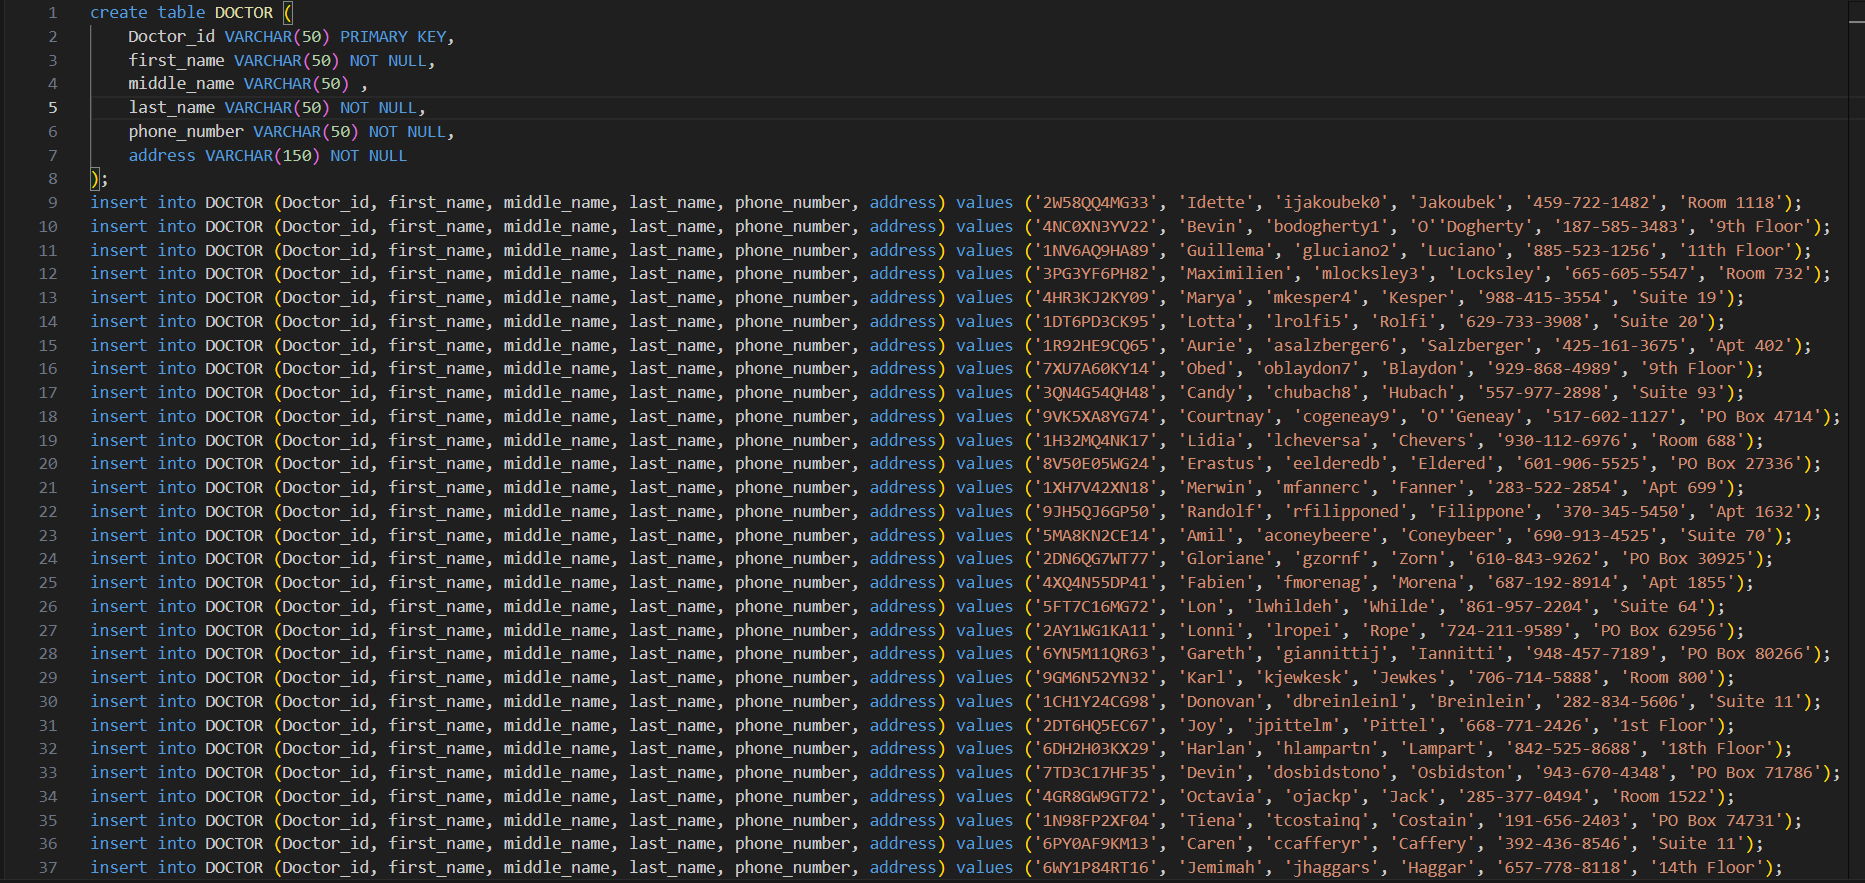 1 create table DOCTOR (
2 Doctor_id VARCHAR(50) PRIMARY KEY,
3 first_name VARCHAR(50) NOT NULL,
4 middle_name VARCHAR(50) ,
5 last_name VARCHAR(50) NOT NULL,
6 phone_number VARCHAR(50) NOT NULL,
7 address VARCHAR(150) NOT NULL
8 );
9 insert into DOCTOR (Doctor_id, first_name, middle_name, last_name, phone_number, address) values ('2W58QQ4MG33', 'Idette', 'ijakoubek0', 'Jakoubek', '459-722-1482', 'Room 1118');
10 insert into DOCTOR (Doctor_id, first_name, middle_name, last_name, phone_number, address) values ('4NC0XN3YV22', 'Bevin', 'bodogherty1', 'O''Dogherty', '187-585-3483', '9th Floor');
11 insert into DOCTOR (Doctor_id, first_name, middle_name, last_name, phone_number, address) values ('1NV6AQ9HA89', 'Guillema', 'gluciano2', 'Luciano', '885-523-1256', '11th Floor');
12 insert into DOCTOR (Doctor_id, first_name, middle_name, last_name, phone_number, address) values ('3PG3YF6PH82', 'Maximilien', 'mlocksley3', 'Locksley', '665-605-5547', 'Room 732');
13 insert into DOCTOR (Doctor_id, first_name, middle_name, last_name, phone_number, address) values ('4HR3KJ2KY09', 'Marya', 'mkesper4', 'Kesper', '988-415-3554', 'Suite 19');
14 insert into DOCTOR (Doctor_id, first_name, middle_name, last_name, phone_number, address) values ('1DT6PD3CK95', 'Lotta', 'lrolfi5', 'Rolfi', '629-733-3908', 'Suite 20');
15 insert into DOCTOR (Doctor_id, first_name, middle_name, last_name, phone_number, address) values ('1R92HE9CQ65', 'Aurie', 'asalzberger6', 'Salzberger', '425-161-3675', 'Apt 402');
16 insert into DOCTOR (Doctor_id, first_name, middle_name, last_name, phone_number, address) values ('7XU7A60KY14', 'Obed', 'oblaydon7', 'Blaydon', '929-868-4989', '9th Floor');
17 insert into DOCTOR (Doctor_id, first_name, middle_name, last_name, phone_number, address) values ('3QN4G54QH48', 'Candy', 'chubach8', 'Hubach', '557-977-2898', 'Suite 93');
18 insert into DOCTOR (Doctor_id, first_name, middle_name, last_name, phone_number, address) values ('9VK5XA8YG74', 'Courtnay', 'cogeneay9', 'O''Geneay', '517-602-1127', 'PO Box 4714');
19 insert into DOCTOR (Doctor_id, first_name, middle_name, last_name, phone_number, address) values ('1H32MQ4NK17', 'Lidia', 'lcheversa', 'Chevers', '930-112-6976', 'Room 688');
20 insert into DOCTOR (Doctor_id, first_name, middle_name, last_name, phone_number, address) values ('8V50E05WG24', 'Erastus', 'eelderedb', 'Eldered', '601-906-5525', 'PO Box 27336');
21 insert into DOCTOR (Doctor_id, first_name, middle_name, last_name, phone_number, address) values ('1XH7V42XN18', 'Merwin', 'mfannerc', 'Fanner', '283-522-2854', 'Apt 699');
22 insert into DOCTOR (Doctor_id, first_name, middle_name, last_name, phone_number, address) values ('9JH5QJ6GP50', 'Randolf', 'rfilipponed', 'Filippone', '370-345-5450', 'Apt 1632');
23 insert into DOCTOR (Doctor_id, first_name, middle_name, last_name, phone_number, address) values ('5MA8KN2CE14', 'Amil', 'aconeybeere', 'Coneybeer', '690-913-4525', 'Suite 70');
24 insert into DOCTOR (Doctor_id, first_name, middle_name, last_name, phone_number, address) values ('2DN6QG7WT77', 'Gloriane', 'gzornf', 'Zorn', '610-843-9262', 'PO Box 30925');
25 insert into DOCTOR (Doctor_id, first_name, middle_name, last_name, phone_number, address) values ('4XQ4N55DP41', 'Fabien', 'fmorenag', 'Morena', '687-192-8914', 'Apt 1855');
26 insert into DOCTOR (Doctor_id, first_name, middle_name, last_name, phone_number, address) values ('5FT7C16MG72', 'Lon', 'lwhildeh', 'Whilde', '861-957-2204', 'Suite 64');
27 insert into DOCTOR (Doctor_id, first_name, middle_name, last_name, phone_number, address) values ('2AY1WG1KA11', 'Lonni', 'lropei', 'Rope', '724-211-9589', 'PO Box 62956');
28 insert into DOCTOR (Doctor_id, first_name, middle_name, last_name, phone_number, address) values ('6YN5M11QR63', 'Gareth', 'giannittij', 'Iannitti', '948-457-7189', 'PO Box 80266');
29 insert into DOCTOR (Doctor_id, first_name, middle_name, last_name, phone_number, address) values ('9GM6N52YN32', 'Karl', 'kjewkesk', 'Jewkes', '706-714-5888', 'Room 800');
30 insert into DOCTOR (Doctor_id, first_name, middle_name, last_name, phone_number, address) values ('1CH1Y24CG98', 'Donovan', 'dbreinleinl', 'Breinlein', '282-834-5606', 'Suite 11');
31 insert into DOCTOR (Doctor_id, first_name, middle_name, last_name, phone_number, address) values ('2DT6HQ5EC67', 'Joy', 'jpittelm', 'Pittel', '668-771-2426', '1st Floor');
32 insert into DOCTOR (Doctor_id, first_name, middle_name, last_name, phone_number, address) values ('6DH2H03KX29', 'Harlan', 'hlampartn', 'Lampart', '842-525-8688', '18th Floor');
33 insert into DOCTOR (Doctor_id, first_name, middle_name, last_name, phone_number, address) values ('7TD3C17HF35', 'Devin', 'dosbidstono', 'Osbidston', '943-670-4348', 'PO Box 71786');
34 insert into DOCTOR (Doctor_id, first_name, middle_name, last_name, phone_number, address) values ('4GR8GW9GT72', 'Octavia', 'ojackp', 'Jack', '285-377-0494', 'Room 1522');
35 insert into DOCTOR (Doctor_id, first_name, middle_name, last_name, phone_number, address) values ('1N98FP2XF04', 'Tiena', 'tcostainq', 'Costain', '191-656-2403', 'PO Box 74731');
36 insert into DOCTOR (Doctor_id, first_name, middle_name, last_name, phone_number, address) values ('6PY0AF9KM13', 'Caren', 'ccafferyr', 'Caffery', '392-436-8546', 'Suite 11');
37 insert into DOCTOR (Doctor_id, first_name, middle_name, last_name, phone_number, address) values ('6WY1P84RT16', 'Jemimah', 'jhaggars', 'Haggar', '657-778-8118', '14th Floor');